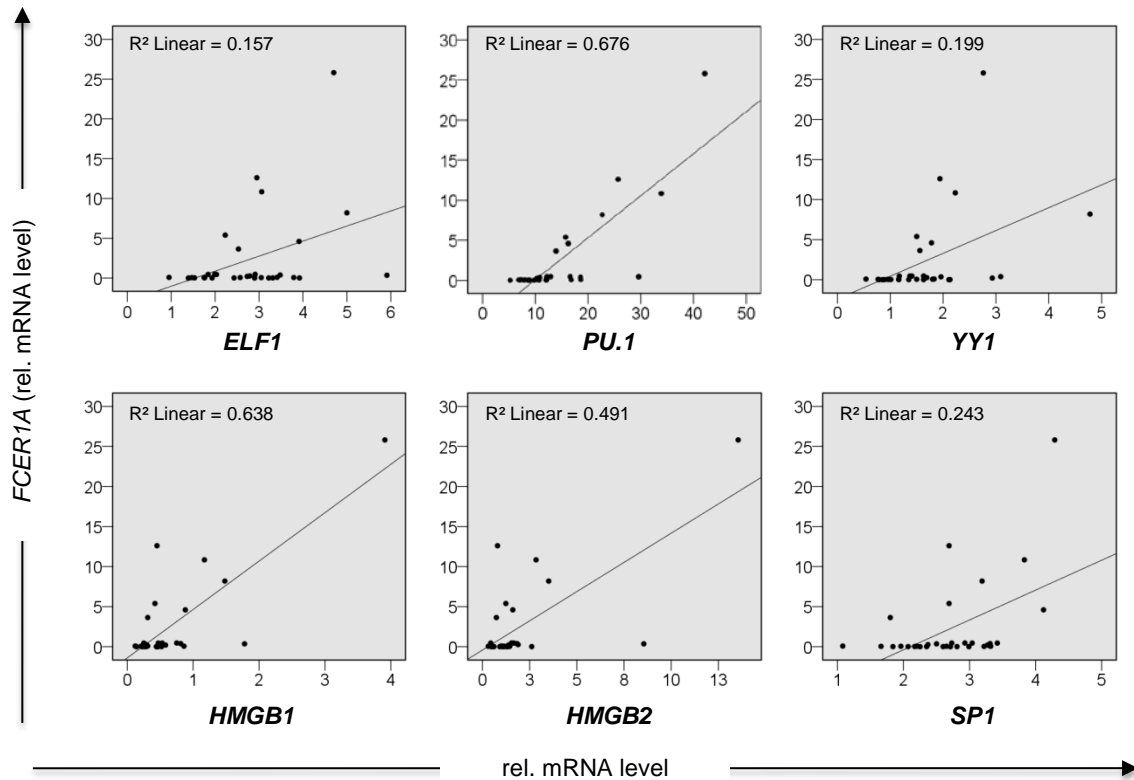 FCER1A (rel. mRNA level)
R² Linear = 0.157
30
25
20
15
10
5
0
0 1 2 3 4 5 6
ELF1
R² Linear = 0.676
30
25
20
15
10
5
0
0 10 20 30 40 50
PU.1
R² Linear = 0.199
30
25
20
15
10
5
0
0 1 2 3 4 5
YY1
R² Linear = 0.638
30
25
20
15
10
5
0
0 1 2 3 4
HMGB1
R² Linear = 0.491
30
25
20
15
10
5
0
0 3 5 8 10 13
HMGB2
R² Linear = 0.243
30
25
20
15
10
5
0
1 2 3 4 5
SP1
rel. mRNA level